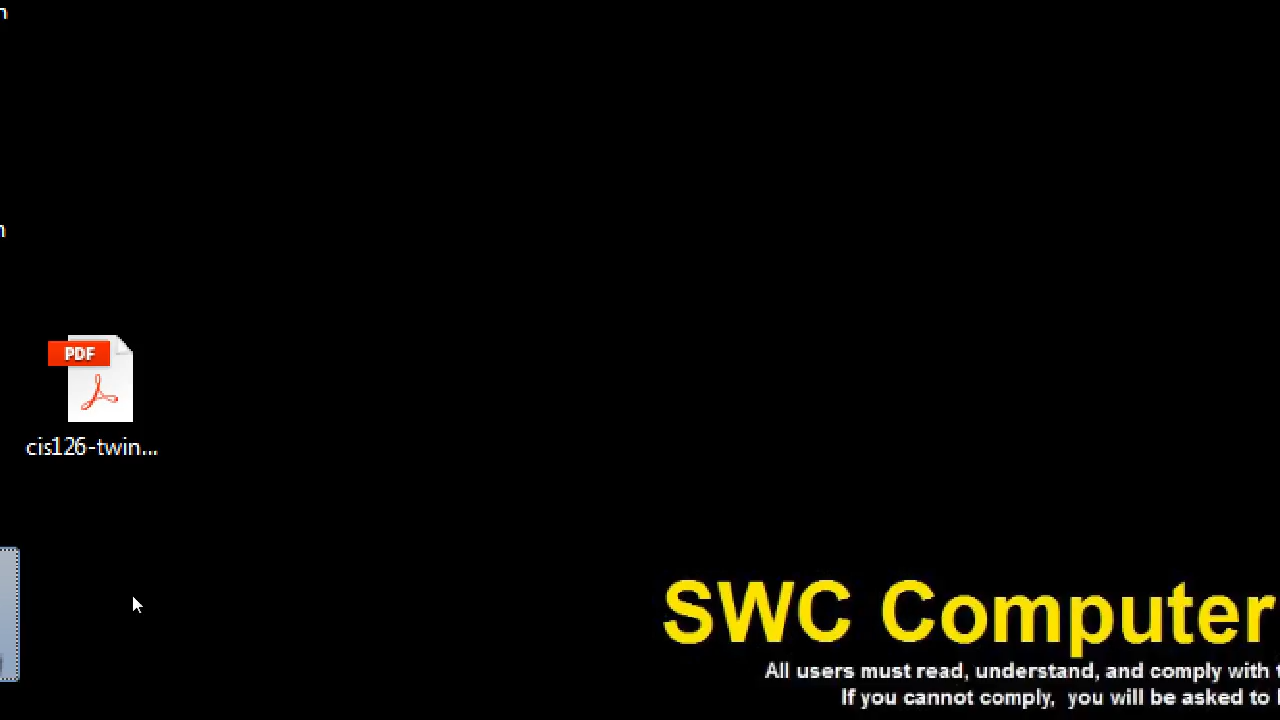 PDF
cis126-twin...
SWC Computer
All users must read, understand, and comply with
If you cannot comply, you will be asked to